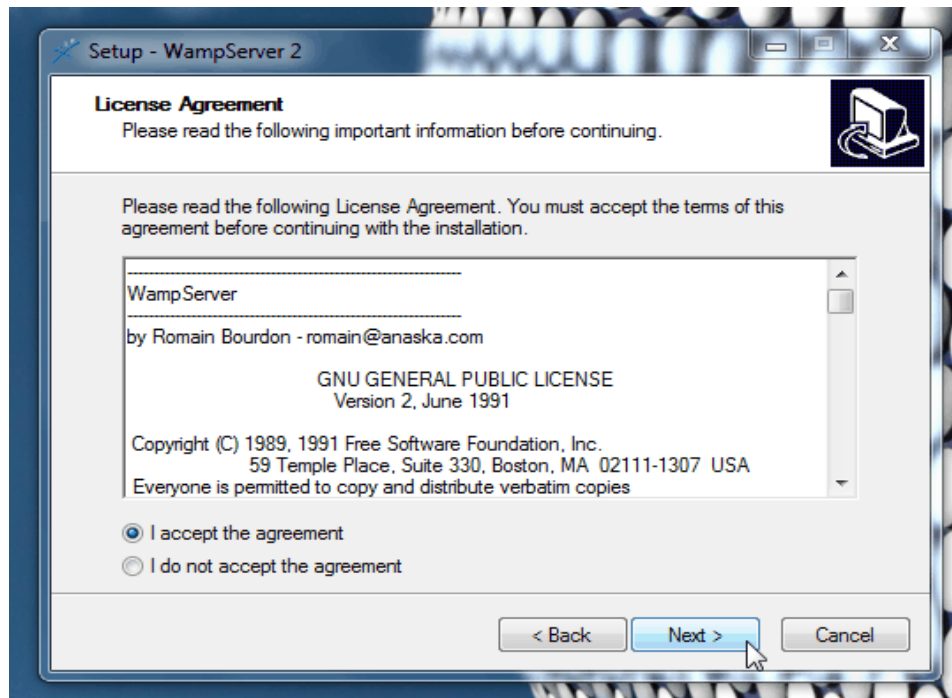 Setup - WampServer 2
License Agreement
Please read the following important information before continuing.
Please read the following License Agreement. You must accept the terms of this
agreement before continuing with the installation.
------------------------------------------------------------
WampServer
------------------------------------------------------------
by Romain Bourdon - romain@anaska.com
GNU GENERAL PUBLIC LICENSE
Version 2, June 1991
Copyright (C) 1989, 1991 Free Software Foundation, Inc.
59 Temple Place, Suite 330, Boston, MA 02111-1307 USA
Everyone is permitted to copy and distribute verbatim copies
I accept the agreement
I do not accept the agreement
< Back Next > Cancel